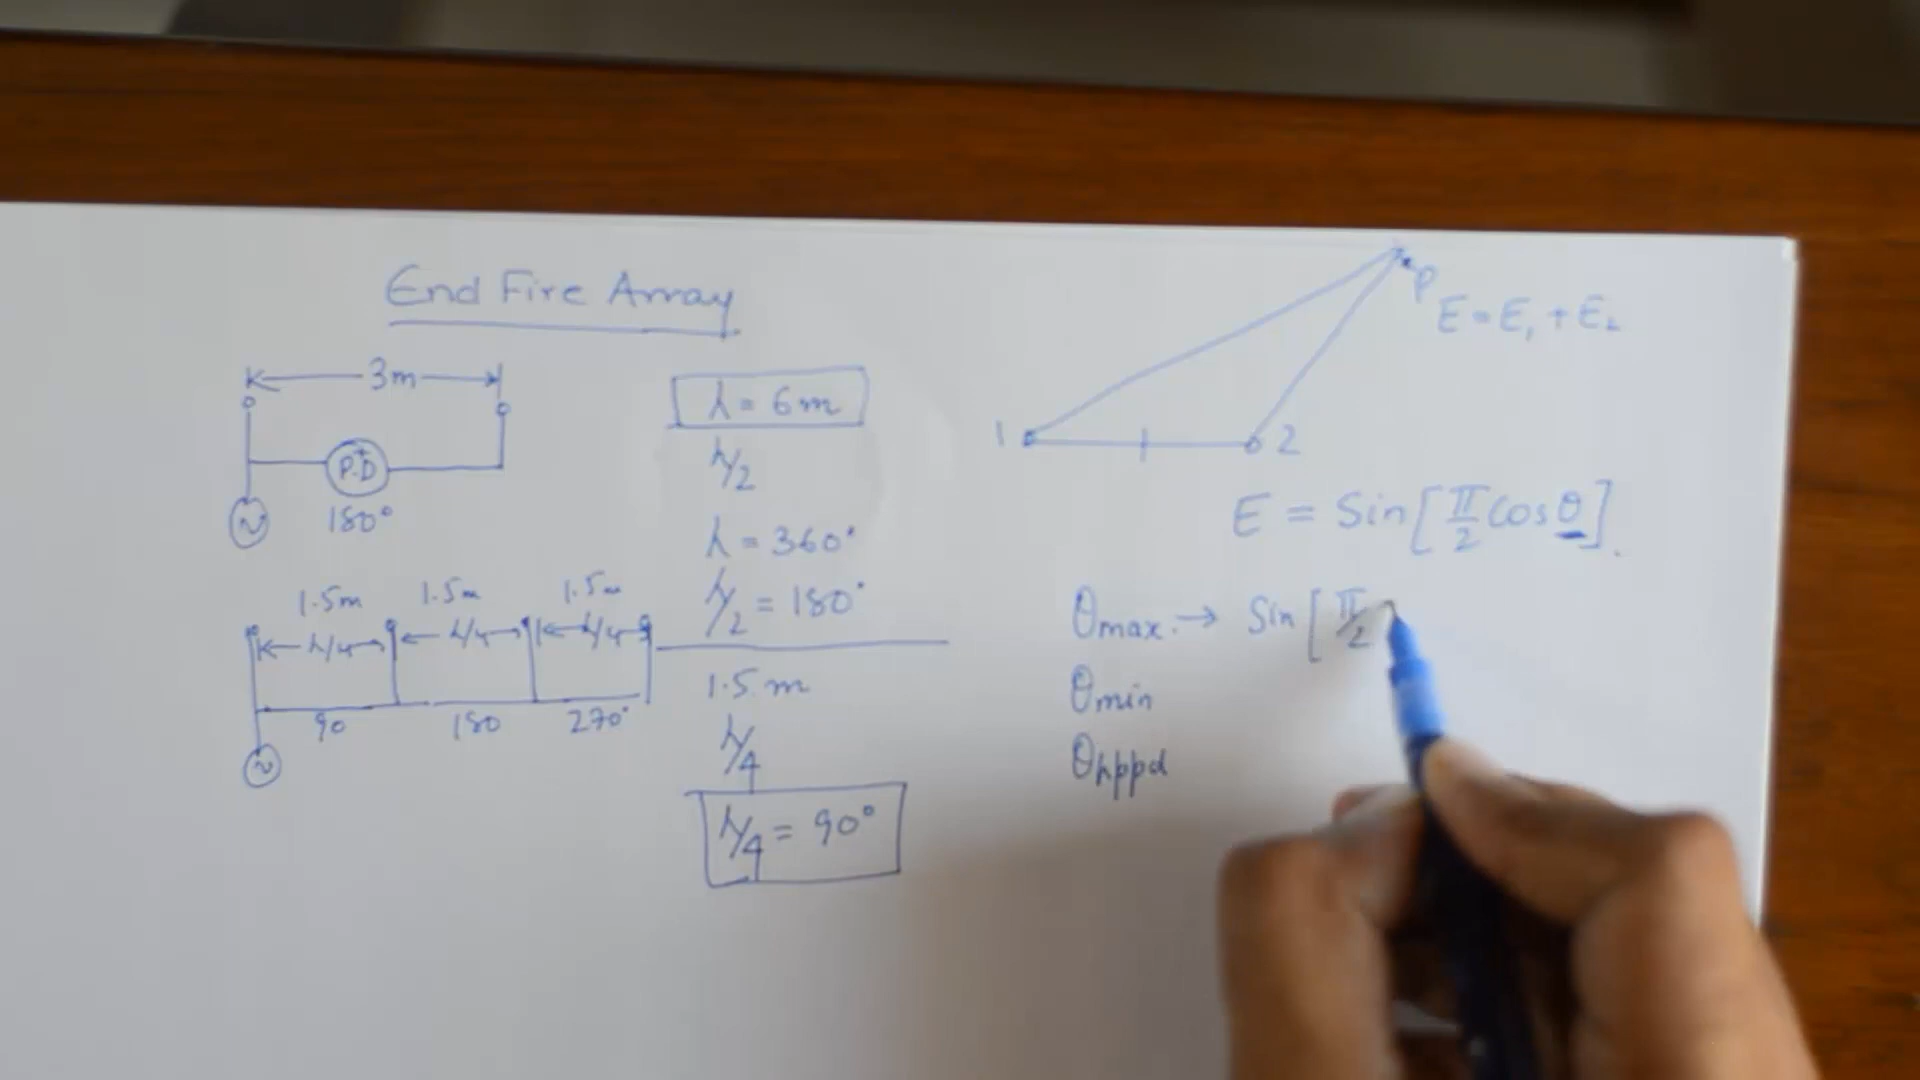 End Fire Array
3m
P.D
180°
λ = 6m
λ/2
λ = 360°
λ/2 = 180°
1.5m 1.5m 1.5m
λ/4 λ/4 λ/4
90 180 270°
1.5 m
λ/4
λ/4 = 90°
P
E = E₁ + E₂
1 2
E = Sin[π/2 cos θ].
θmax. → Sin [π/2
θmin
θhppd